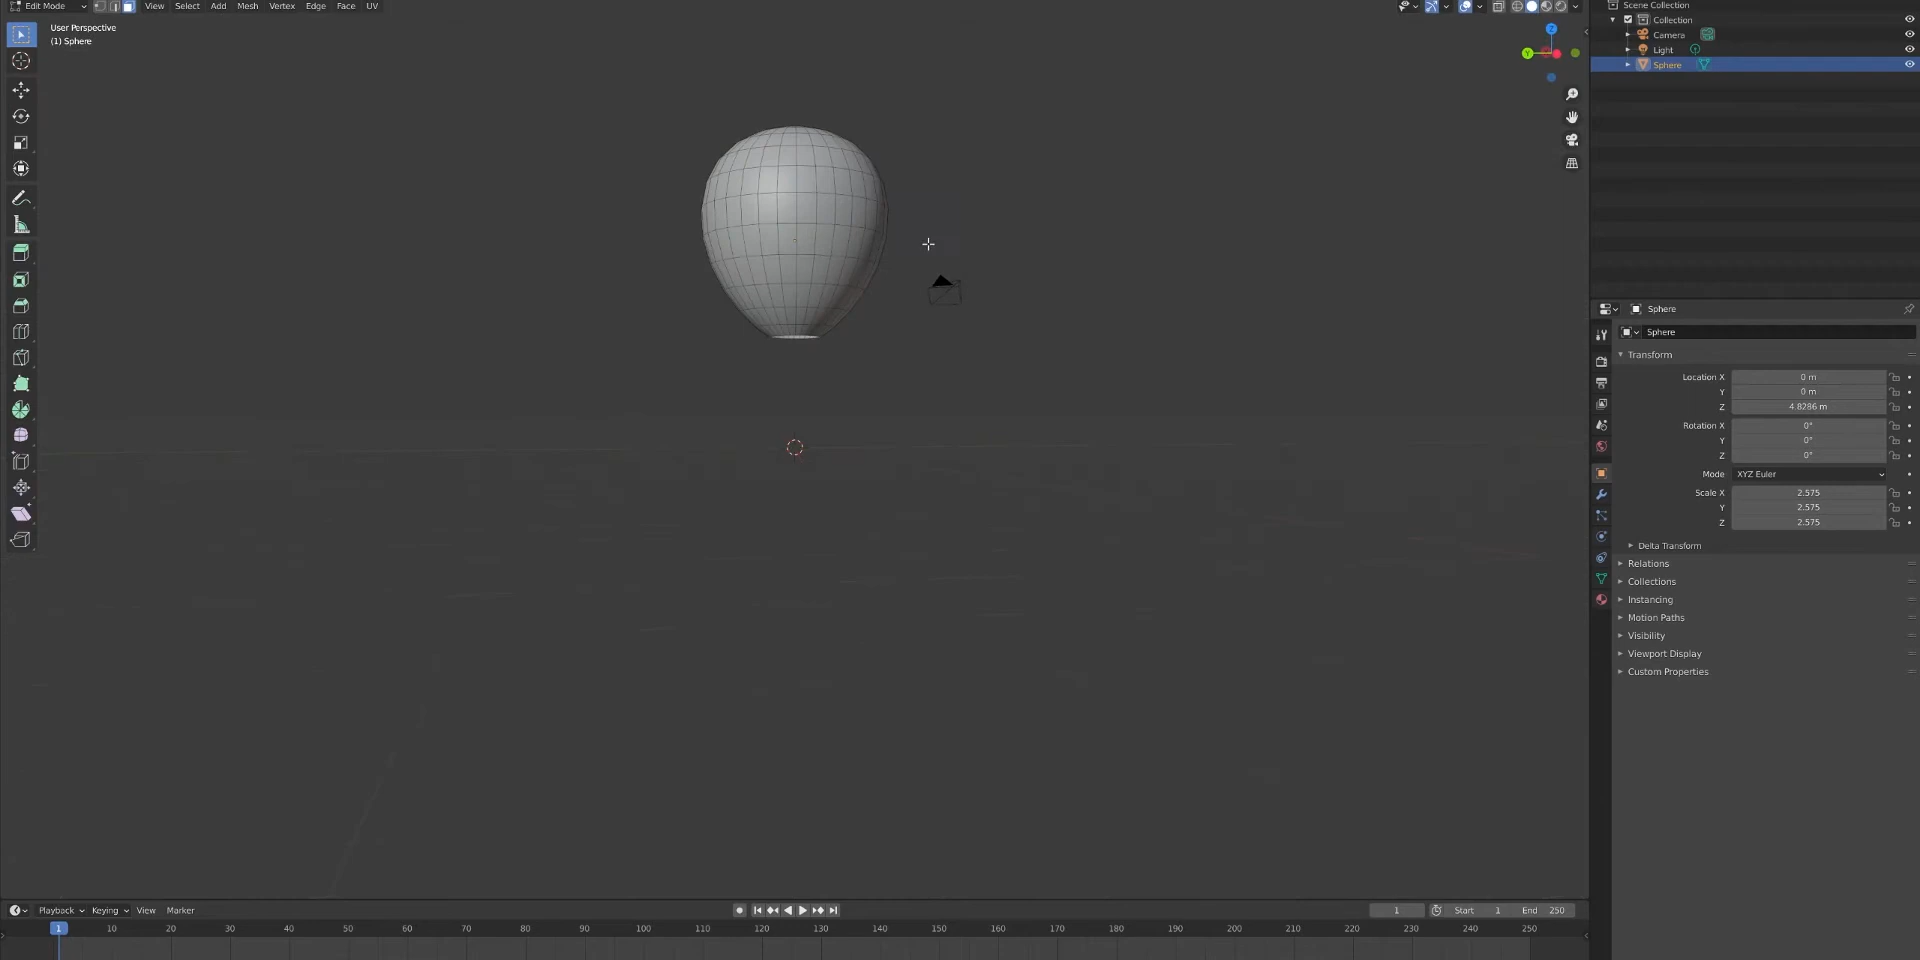 Edit Mode View Select Add Mesh Vertex Edge Face UV
User Perspective
(1) Sphere
Z
Y
Scene Collection
Collection
Camera
Light
Sphere
Sphere
Sphere
Transform
Location X 0 m
Y 0 m
Z 4.8286 m
Rotation X 0°
Y 0°
Z 0°
Mode XYZ Euler
Scale X 2.575
Y 2.575
Z 2.575
Delta Transform
Relations
Collections
Instancing
Motion Paths
Visibility
Viewport Display
Custom Properties
Playback Keying View Marker 1 Start 1 End 250
1 10 20 30 40 50 60 70 80 90 100 110 120 130 140 150 160 170 180 190 200 210 220 230 240 250